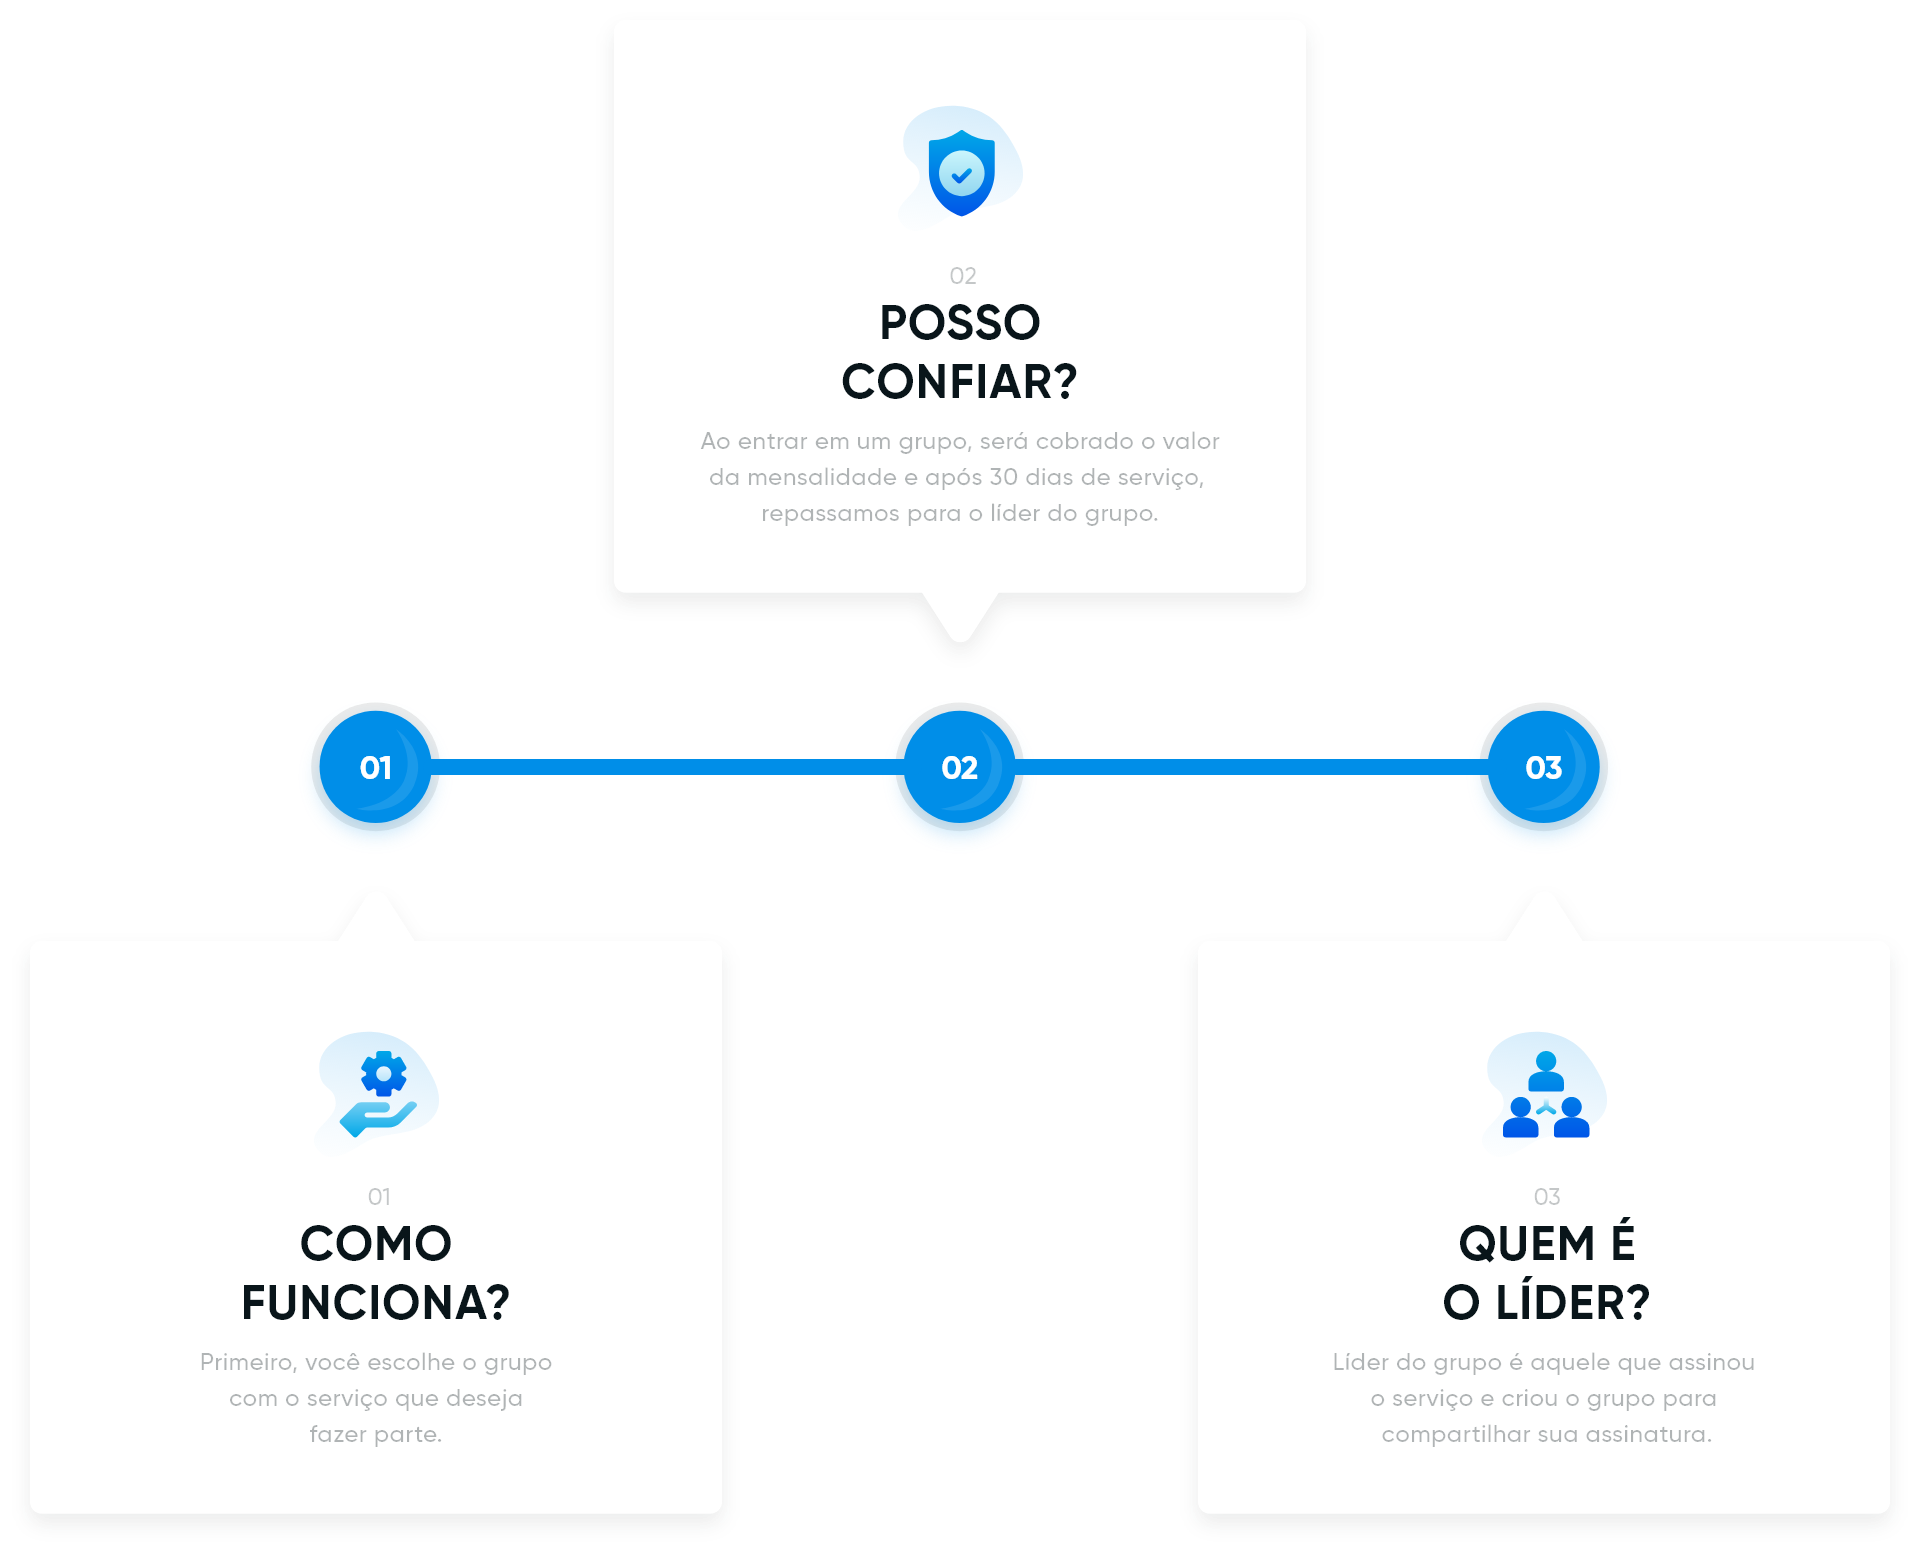 02
POSSO
CONFIAR?
Ao entrar em um grupo, será cobrado o valor
da mensalidade e após 30 dias de serviço,
repassamos para o líder do grupo.
01
02
03
01
COMO
FUNCIONA?
Primeiro, você escolhe o grupo
com o serviço que deseja
fazer parte.
03
QUEM É
O LÍDER?
Líder do grupo é aquele que assinou
o serviço e criou o grupo para
compartilhar sua assinatura.